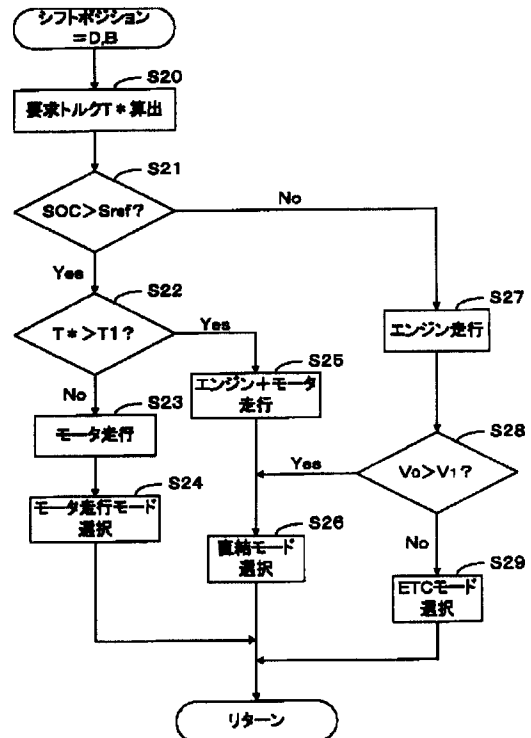 シフトポジション
=D,B
S20
要求トルクT*算出
S21
SOC>Sref?
No
Yes
S22
T*>T1?
Yes
No
S23
モータ走行
S24
モータ走行モード
選択
S25
エンジン+モータ
走行
S26
直結モード
選択
S27
エンジン走行
S28
V0>V1?
Yes
No
S29
ETCモード
選択
リターン